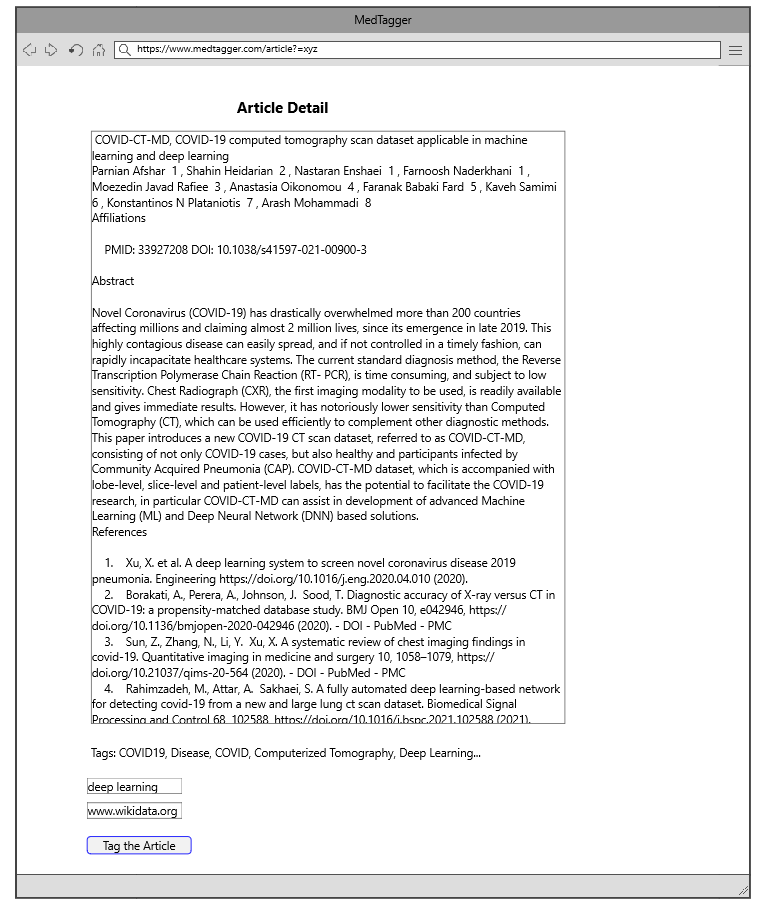 MedTagger
https://www.medtagger.com/article?=xyz
Article Detail
COVID-CT-MD, COVID-19 computed tomography scan dataset applicable in machine
learning and deep learning
Parnian Afshar 1 , Shahin Heidarian 2 , Nastaran Enshaei 1 , Farnoosh Naderkhani 1 ,
Moezedin Javad Rafiee 3 , Anastasia Oikonomou 4 , Faranak Babaki Fard 5 , Kaveh Samimi
6 , Konstantinos N Plataniotis 7 , Arash Mohammadi 8
Affiliations
PMID: 33927208 DOI: 10.1038/s41597-021-00900-3
Abstract
Novel Coronavirus (COVID-19) has drastically overwhelmed more than 200 countries
affecting millions and claiming almost 2 million lives, since its emergence in late 2019. This
highly contagious disease can easily spread, and if not controlled in a timely fashion, can
rapidly incapacitate healthcare systems. The current standard diagnosis method, the Reverse
Transcription Polymerase Chain Reaction (RT- PCR), is time consuming, and subject to low
sensitivity. Chest Radiograph (CXR), the first imaging modality to be used, is readily available
and gives immediate results. However, it has notoriously lower sensitivity than Computed
Tomography (CT), which can be used efficiently to complement other diagnostic methods.
This paper introduces a new COVID-19 CT scan dataset, referred to as COVID-CT-MD,
consisting of not only COVID-19 cases, but also healthy and participants infected by
Community Acquired Pneumonia (CAP). COVID-CT-MD dataset, which is accompanied with
lobe-level, slice-level and patient-level labels, has the potential to facilitate the COVID-19
research, in particular COVID-CT-MD can assist in development of advanced Machine
Learning (ML) and Deep Neural Network (DNN) based solutions.
References
1. Xu, X. et al. A deep learning system to screen novel coronavirus disease 2019
pneumonia. Engineering https://doi.org/10.1016/j.eng.2020.04.010 (2020).
2. Borakati, A., Perera, A., Johnson, J. Sood, T. Diagnostic accuracy of X-ray versus CT in
COVID-19: a propensity-matched database study. BMJ Open 10, e042946, https://
doi.org/10.1136/bmjopen-2020-042946 (2020). - DOI - PubMed - PMC
3. Sun, Z., Zhang, N., Li, Y. Xu, X. A systematic review of chest imaging findings in
covid-19. Quantitative imaging in medicine and surgery 10, 1058–1079, https://
doi.org/10.21037/qims-20-564 (2020). - DOI - PubMed - PMC
4. Rahimzadeh, M., Attar, A. Sakhaei, S. A fully automated deep learning-based network
for detecting covid-19 from a new and large lung ct scan dataset. Biomedical Signal
Processing and Control 68, 102588, https://doi.org/10.1016/j.bspc.2021.102588 (2021).
Tags: COVID19, Disease, COVID, Computerized Tomography, Deep Learning...
deep learning
www.wikidata.org
Tag the Article